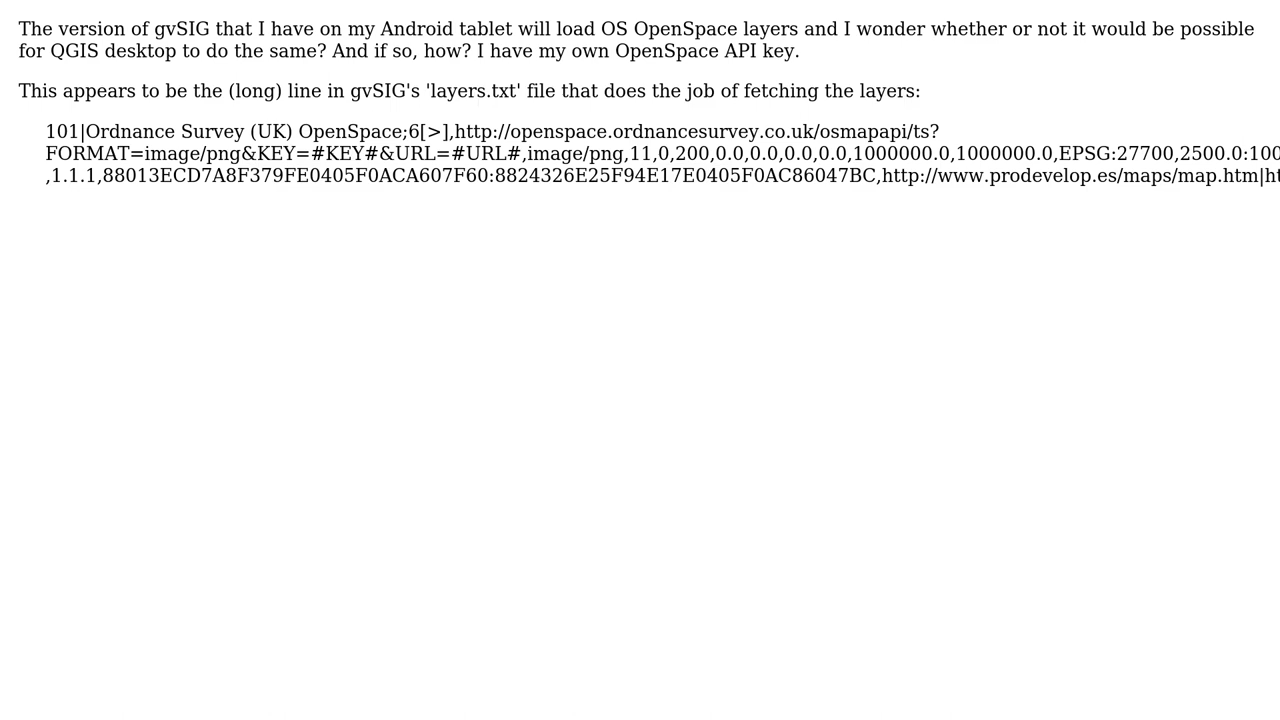 The version of gvSIG that I have on my Android tablet will load OS OpenSpace layers and I wonder whether or not it would be possible
for QGIS desktop to do the same? And if so, how? I have my own OpenSpace API key.
This appears to be the (long) line in gvSIG's 'layers.txt' file that does the job of fetching the layers:
101|Ordnance Survey (UK) OpenSpace;6[>],http://openspace.ordnancesurvey.co.uk/osmapapi/ts?
FORMAT=image/png&KEY=#KEY#&URL=#URL#,image/png,11,0,200,0.0,0.0,0.0,0.0,1000000.0,1000000.0,EPSG:27700,2500.0:100
,1.1.1,88013ECD7A8F379FE0405F0ACA607F60:8824326E25F94E17E0405F0AC86047BC,http://www.prodevelop.es/maps/map.htm|ht